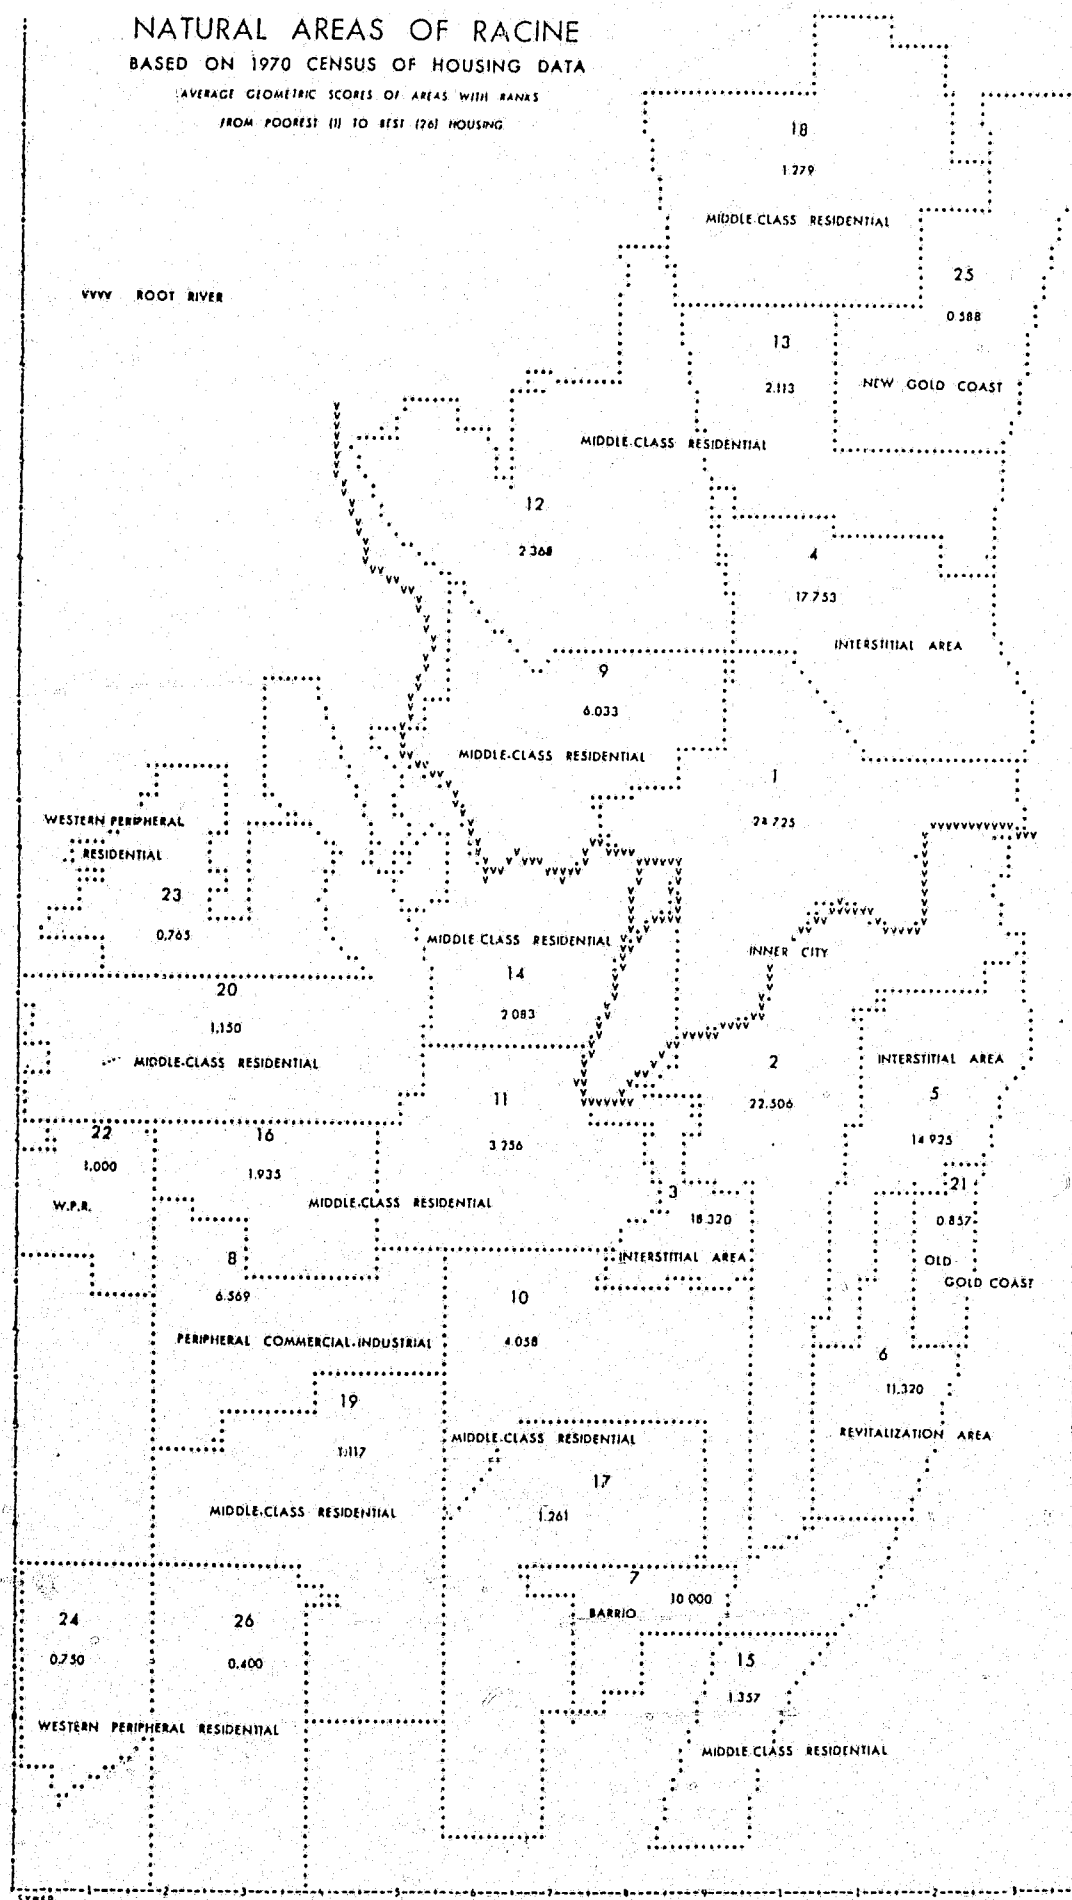 NATURAL AREAS OF RACINE
BASED ON 1970 CENSUS OF HOUSING DATA
AVERAGE GEOMETRIC SCORES OF AREAS WITH RANKS
FROM POOREST (1) TO BEST (26) HOUSING
18
1.279
MIDDLE-CLASS RESIDENTIAL
25
0.588
NEW GOLD COAST
vvvv ROOT RIVER
13
2.113
MIDDLE-CLASS RESIDENTIAL
12
2.368
4
17.753
INTERSTITIAL AREA
9
6.033
MIDDLE-CLASS RESIDENTIAL
1
WESTERN PERIPHERAL
RESIDENTIAL
23
0.765
MIDDLE CLASS RESIDENTIAL
14
2.083
INNER CITY
20
1.150
MIDDLE-CLASS RESIDENTIAL
2
22.506
INTERSTITIAL AREA
5
14.925
11
3.256
22
1.000
W.P.R.
16
1.935
MIDDLE-CLASS RESIDENTIAL
3
18.320
INTERSTITIAL AREA
21
0.857
OLD
GOLD COAST
8
6.569
PERIPHERAL COMMERCIAL-INDUSTRIAL
10
4.058
6
11.320
REVITALIZATION AREA
19
1.117
MIDDLE-CLASS RESIDENTIAL
MIDDLE-CLASS RESIDENTIAL
17
1.261
7
10.000
BARRIO
24
0.750
26
0.400
WESTERN PERIPHERAL RESIDENTIAL
15
1.357
MIDDLE CLASS RESIDENTIAL